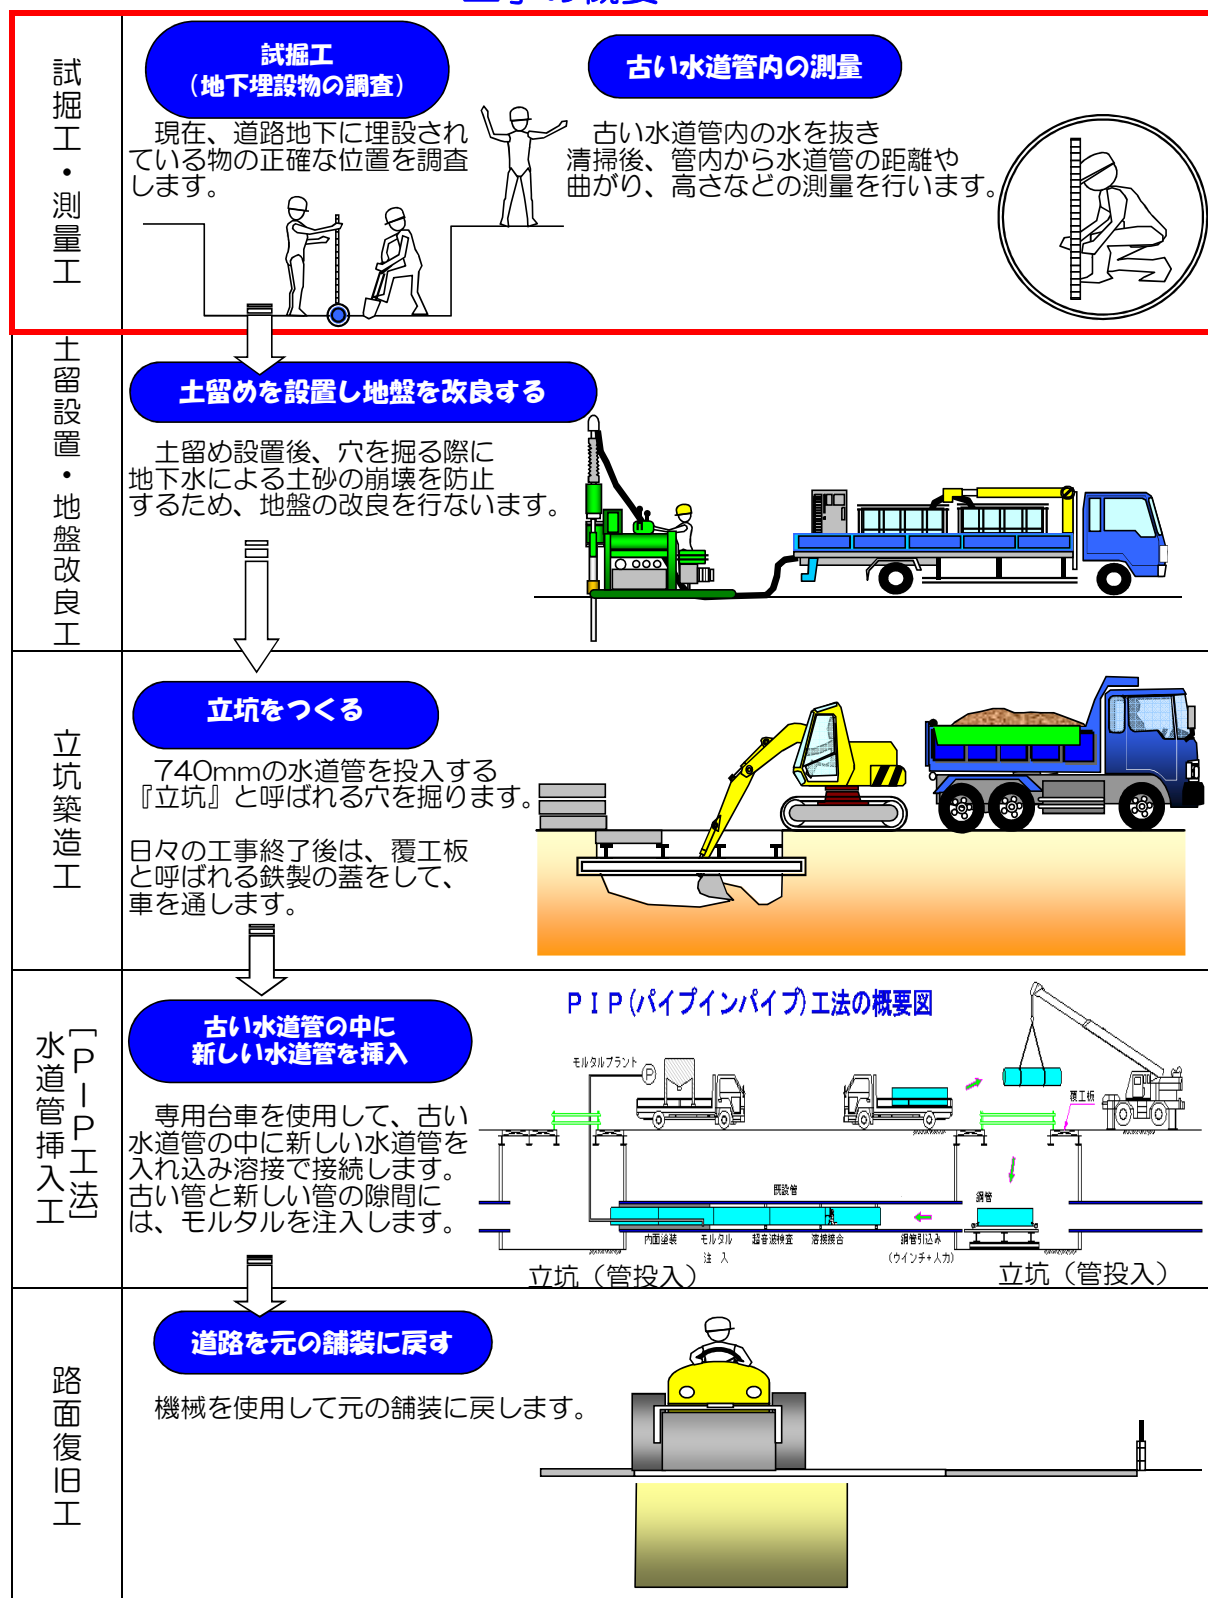 工事の概要
試掘工・測量工
試掘工
（地下埋設物の調査）
現在、道路地下に埋設され
ている物の正確な位置を調査
します。
古い水道管内の測量
古い水道管内の水を抜き
清掃後、管内から水道管の距離や
曲がり、高さなどの測量を行います。
土留設置・地盤改良工
土留めを設置し地盤を改良する
土留め設置後、穴を掘る際に
地下水による土砂の崩壊を防止
するため、地盤の改良を行ないます。
立坑築造工
立坑をつくる
740mmの水道管を投入する
『立坑』と呼ばれる穴を掘ります。
日々の工事終了後は、覆工板
と呼ばれる鉄製の蓋をして、
車を通します。
［ＰＩＰ工法］
水道管挿入工
古い水道管の中に
新しい水道管を挿入
専用台車を使用して、古い
水道管の中に新しい水道管を
入れ込み溶接で接続します。
古い管と新しい管の隙間に
は、モルタルを注入します。
ＰＩＰ(パイプインパイプ)工法の概要図
モルタルプラント
P
覆工板
既設管
鋼管
内面塗装
モルタル
注　入
超音波検査
溶接接合
鋼管引込み
(ウインチ+人力)
立坑（管投入）
立坑（管投入）
路面復旧工
道路を元の舗装に戻す
機械を使用して元の舗装に戻します。